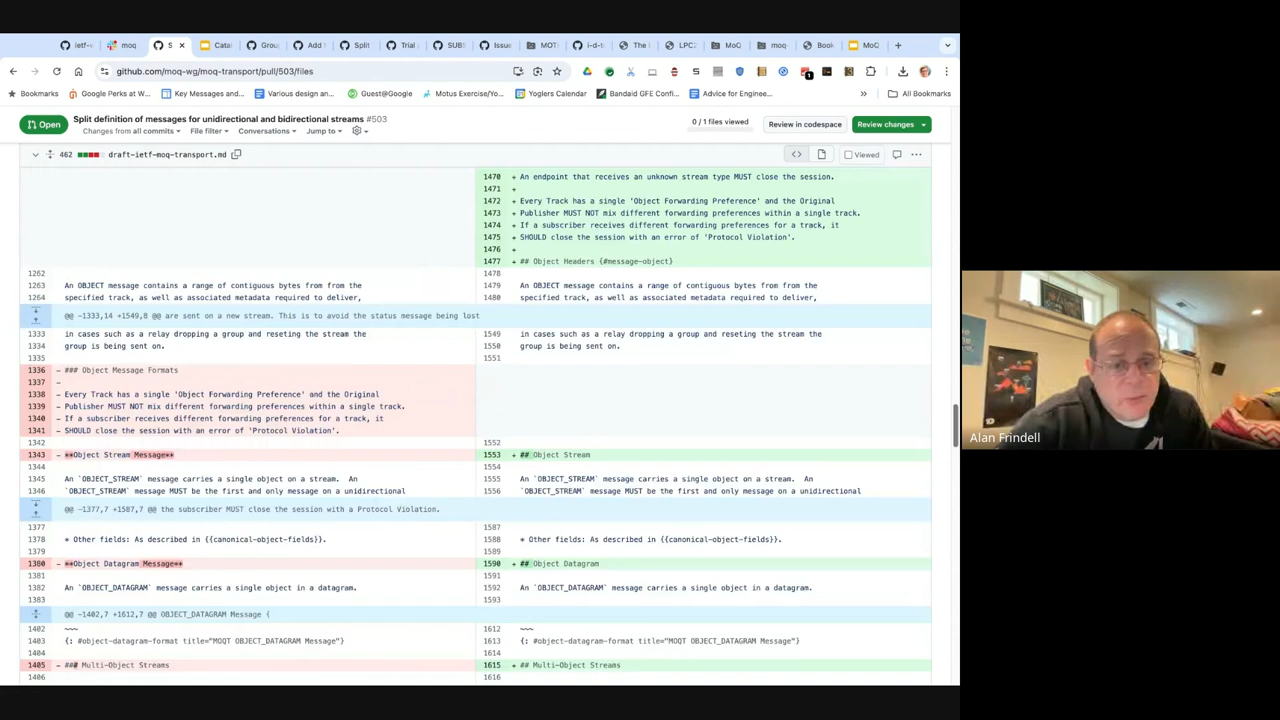 ietf-v
moq
S
Cata
Grou
Add
Split
Trial
SUBS
Issue
MOT
i-d-t
The
LPC2
MoQ
moq-
Book
MoQ
github.com/moq-wg/moq-transport/pull/503/files
Bookmarks
Google Perks at W...
Key Messages and...
Various design an...
Guest@Google
Motus Exercise/Yo...
Yoglers Calendar
Bandaid GFE Confi...
Advice for Enginee...
All Bookmarks
Open
Split definition of messages for unidirectional and bidirectional streams #503
Changes from all commits
File filter
Conversations
Jump to
0 / 1 files viewed
Review in codespace
Review changes
462 draft-ietf-moq-transport.md
Viewed
1470 + An endpoint that receives an unknown stream type MUST close the session.
1471 +
1472 + Every Track has a single 'Object Forwarding Preference' and the Original
1473 + Publisher MUST NOT mix different forwarding preferences within a single track.
1474 + If a subscriber receives different forwarding preferences for a track, it
1475 + SHOULD close the session with an error of 'Protocol Violation'.
1476 +
1477 + ## Object Headers {#message-object}
1262 1478
1263 An OBJECT message contains a range of contiguous bytes from from the 1479 An OBJECT message contains a range of contiguous bytes from from the
1264 specified track, as well as associated metadata required to deliver, 1480 specified track, as well as associated metadata required to deliver,
@@ -1333,14 +1549,8 @@ are sent on a new stream. This is to avoid the status message being lost
1333 in cases such as a relay dropping a group and reseting the stream the 1549 in cases such as a relay dropping a group and reseting the stream the
1334 group is being sent on. 1550 group is being sent on.
1335 1551
1336 - ### Object Message Formats
1337 -
1338 - Every Track has a single 'Object Forwarding Preference' and the Original
1339 - Publisher MUST NOT mix different forwarding preferences within a single track.
1340 - If a subscriber receives different forwarding preferences for a track, it
1341 - SHOULD close the session with an error of 'Protocol Violation'.
1342 1552
1343 - **Object Stream Message** 1553 + ## Object Stream
1344 1554
1345 An `OBJECT_STREAM` message carries a single object on a stream. An 1555 An `OBJECT_STREAM` message carries a single object on a stream. An
1346 `OBJECT_STREAM` message MUST be the first and only message on a unidirectional 1556 `OBJECT_STREAM` message MUST be the first and only message on a unidirectional
@@ -1377,7 +1587,7 @@ the subscriber MUST close the session with a Protocol Violation.
1377 1587
1378 * Other fields: As described in {{canonical-object-fields}}. 1588 * Other fields: As described in {{canonical-object-fields}}.
1379 1589
1380 - **Object Datagram Message** 1590 + ## Object Datagram
1381 1591
1382 An `OBJECT_DATAGRAM` message carries a single object in a datagram. 1592 An `OBJECT_DATAGRAM` message carries a single object in a datagram.
1383 1593
@@ -1402,7 +1612,7 @@ OBJECT_DATAGRAM Message {
1402 ~~~ 1612 ~~~
1403 {: #object-datagram-format title="MOQT OBJECT_DATAGRAM Message"} 1613 {: #object-datagram-format title="MOQT OBJECT_DATAGRAM Message"}
1404 1614
1405 - ### Multi-Object Streams 1615 + ## Multi-Object Streams
1406 1616
Alan Frindell